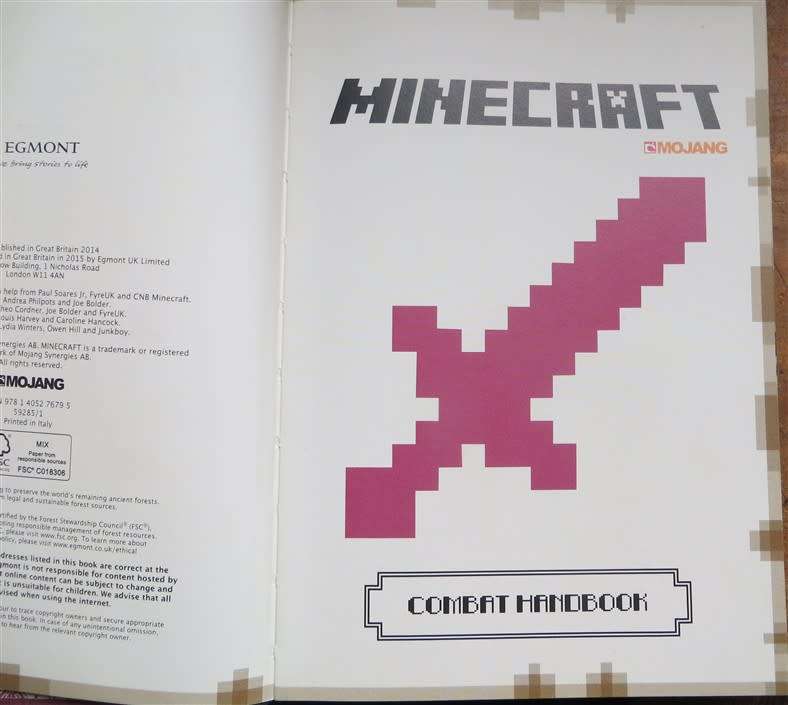 EGMONT
bring stories to life
blished in Great Britain 2014
d in Great Britain in 2015 by Egmont UK Limited
ow Building, 1 Nicholas Road
London W11 4AN
help from Paul Soares Jr, FyreUK and CNB Minecraft.
Andrea Philpots and Joe Bolder.
heo Cordner, Joe Bolder and FyreUK.
ouis Harvey and Caroline Hancock.
Lydia Winters, Owen Hill and Junkboy.
nergies AB. MINECRAFT is a trademark or registered
rk of Mojang Synergies AB.
All rights reserved.
MOJANG
978 1 4052 7679 5
59285/1
Printed in Italy
MIX
Paper from
responsible sources
FSC® C018306
SC
to preserve the world's remaining ancient forests.
legal and sustainable forest sources.
rtified by the Forest Stewardship Council® (FSC®),
responsible management of forest resources.
please visit www.fsc.org. To learn more about
policy, please visit www.egmont.co.uk/ethical
dresses listed in this book are correct at the
gmont is not responsible for content hosted by
t online content can be subject to change and
t is unsuitable for children. We advise that all
vised when using the internet.
our to trace copyright owners and secure appropriate
in this book. In case of any unintentional omission,
to hear from the relevant copyright owner.
MINECRAFT
MOJANG
COMBAT HANDBOOK